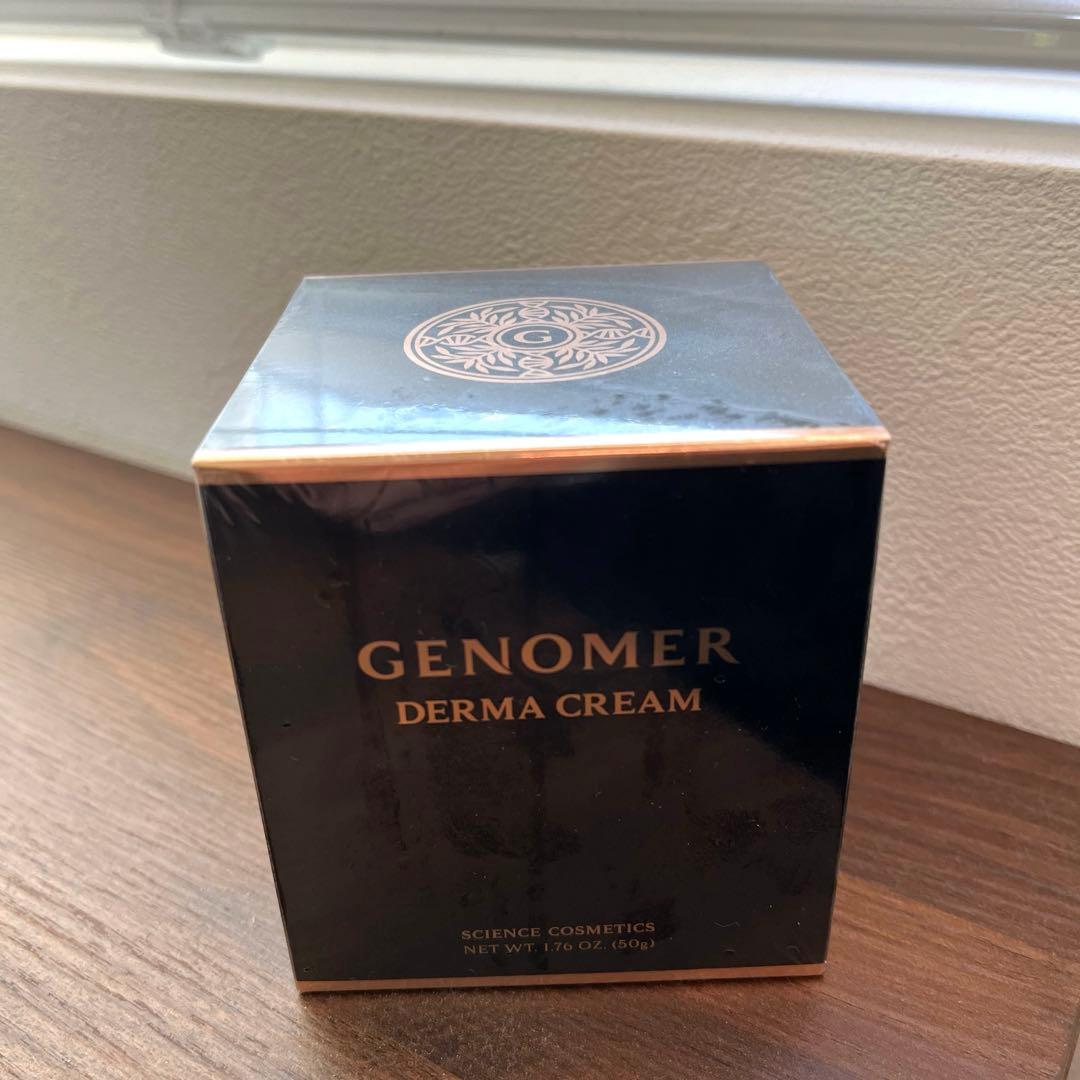 G
GENOMER
DERMA CREAM
SCIENCE COSMETICS
NET WT. 1.76 OZ. (50g)